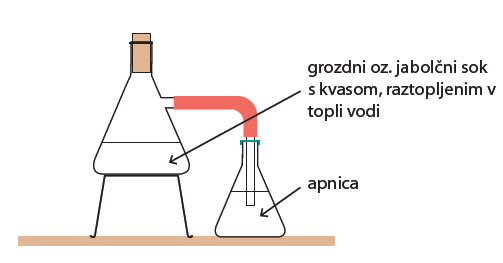 grozdni oz. jabolčni sok
s kvasom, raztopljenim v
topli vodi
apnica